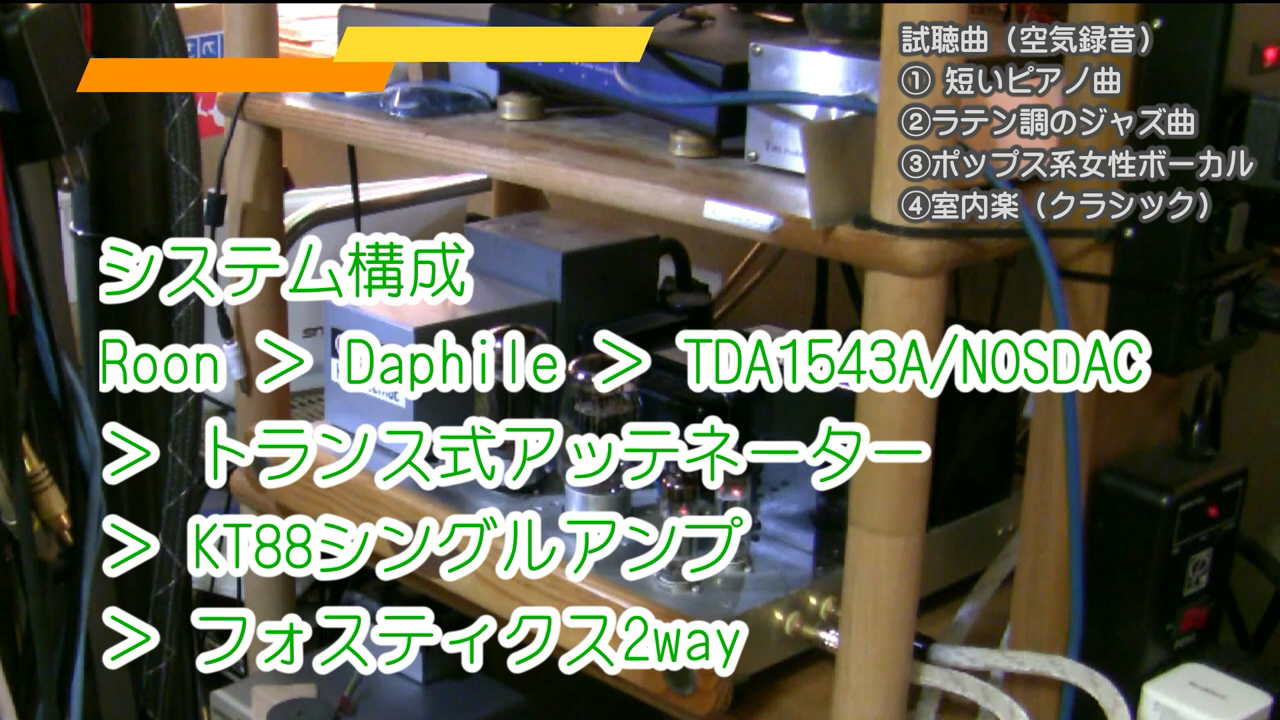 試聴曲（空気録音）
① 短いピアノ曲
②ラテン調のジャズ曲
③ポップス系女性ボーカル
④室内楽（クラシック）
システム構成
Roon ＞ Daphile ＞ TDA1543A/NOSDAC
＞ トランス式アッテネーター
＞ KT88シングルアンプ
＞ フォスティクス2way